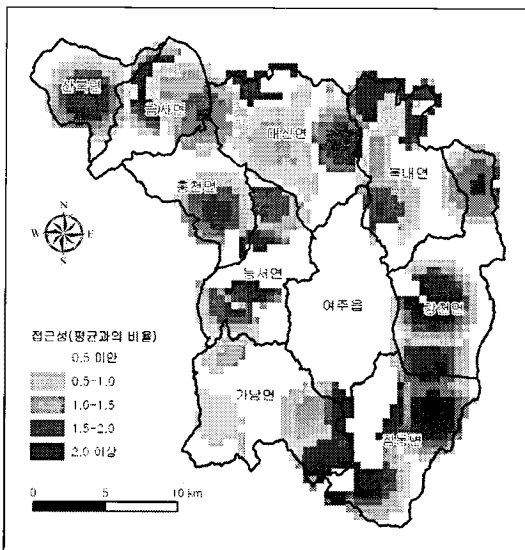 산북면
금사면
대신면
북내면
흥천면
N
W E
S
능서면
여주읍
강천면
접근성(평균과의 비율)
0.5 미만
0.5-1.0
1.0-1.5
1.5-2.0
2.0 이상
가남면
점동면
0 5 10 km